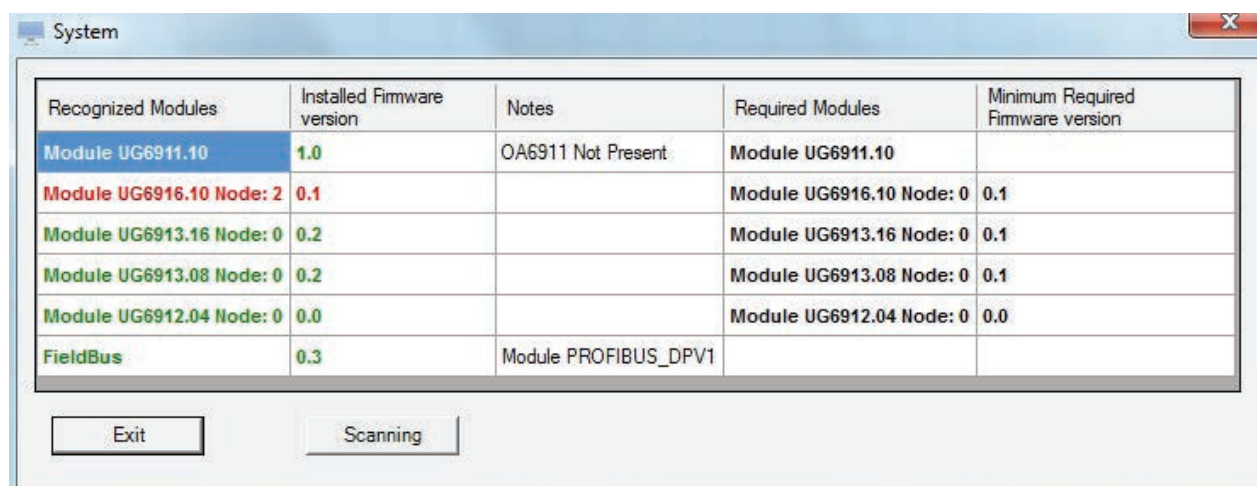 System
Recognized Modules Installed Firmware version Notes Required Modules Minimum Required Firmware version
Module UG6911.10 1.0 OA6911 Not Present Module UG6911.10
Module UG6916.10 Node: 2 0.1 Module UG6916.10 Node: 0 0.1
Module UG6913.16 Node: 0 0.2 Module UG6913.16 Node: 0 0.1
Module UG6913.08 Node: 0 0.2 Module UG6913.08 Node: 0 0.1
Module UG6912.04 Node: 0 0.0 Module UG6912.04 Node: 0 0.0
FieldBus 0.3 Module PROFIBUS_DPV1
Exit Scanning